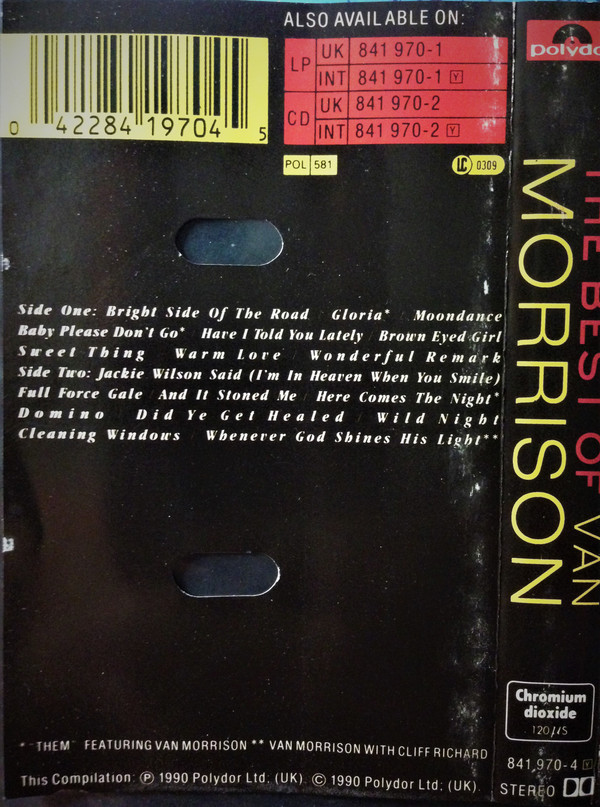 ALSO AVAILABLE ON:
LP UK 841 970-1
INT 841 970-1 Y
CD UK 841 970-2
INT 841 970-2 Y
0 42284 19704 5
POL 581 LC 0309
Side One: Bright Side Of The Road / Gloria* / Moondance
Baby Please Don't Go* / Have I Told You Lately / Brown Eyed Girl
Sweet Thing / Warm Love / Wonderful Remark
Side Two: Jackie Wilson Said (I'm In Heaven When You Smile)
Full Force Gale / And It Stoned Me / Here Comes The Night*
Domino / Did Ye Get Healed / Wild Night
Cleaning Windows / Whenever God Shines His Light**
* "THEM" FEATURING VAN MORRISON ** VAN MORRISON WITH CLIFF RICHARD
This Compilation: ℗ 1990 Polydor Ltd; (UK). © 1990 Polydor Ltd; (UK).
polydor
THE BEST OF VAN
MORRISON
Chromium
dioxide
120µS
841 970-4 Y
STEREO